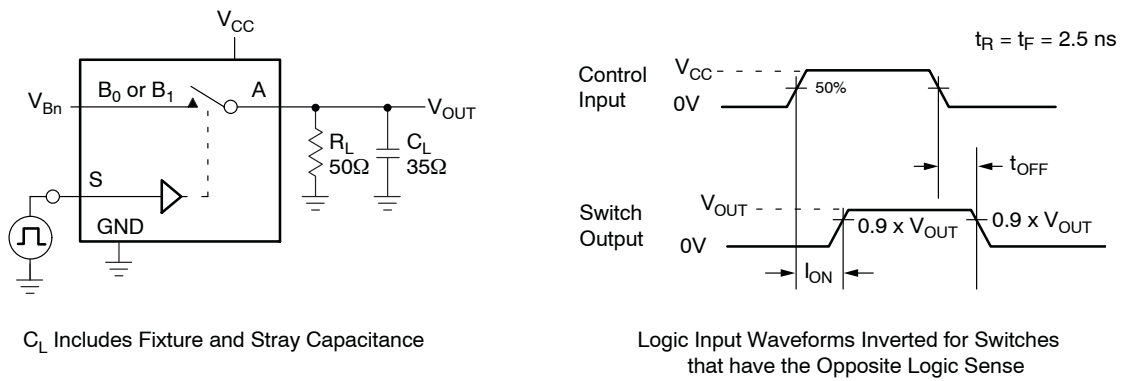 V_CC
B_0 or B_1
A
V_Bn
V_OUT
R_L
50Ω
C_L
35Ω
S
GND
C_L Includes Fixture and Stray Capacitance
t_R = t_F = 2.5 ns
Control
Input
V_CC
50%
0V
t_OFF
Switch
Output
V_OUT
0.9 x V_OUT
0.9 x V_OUT
0V
I_ON
Logic Input Waveforms Inverted for Switches
that have the Opposite Logic Sense